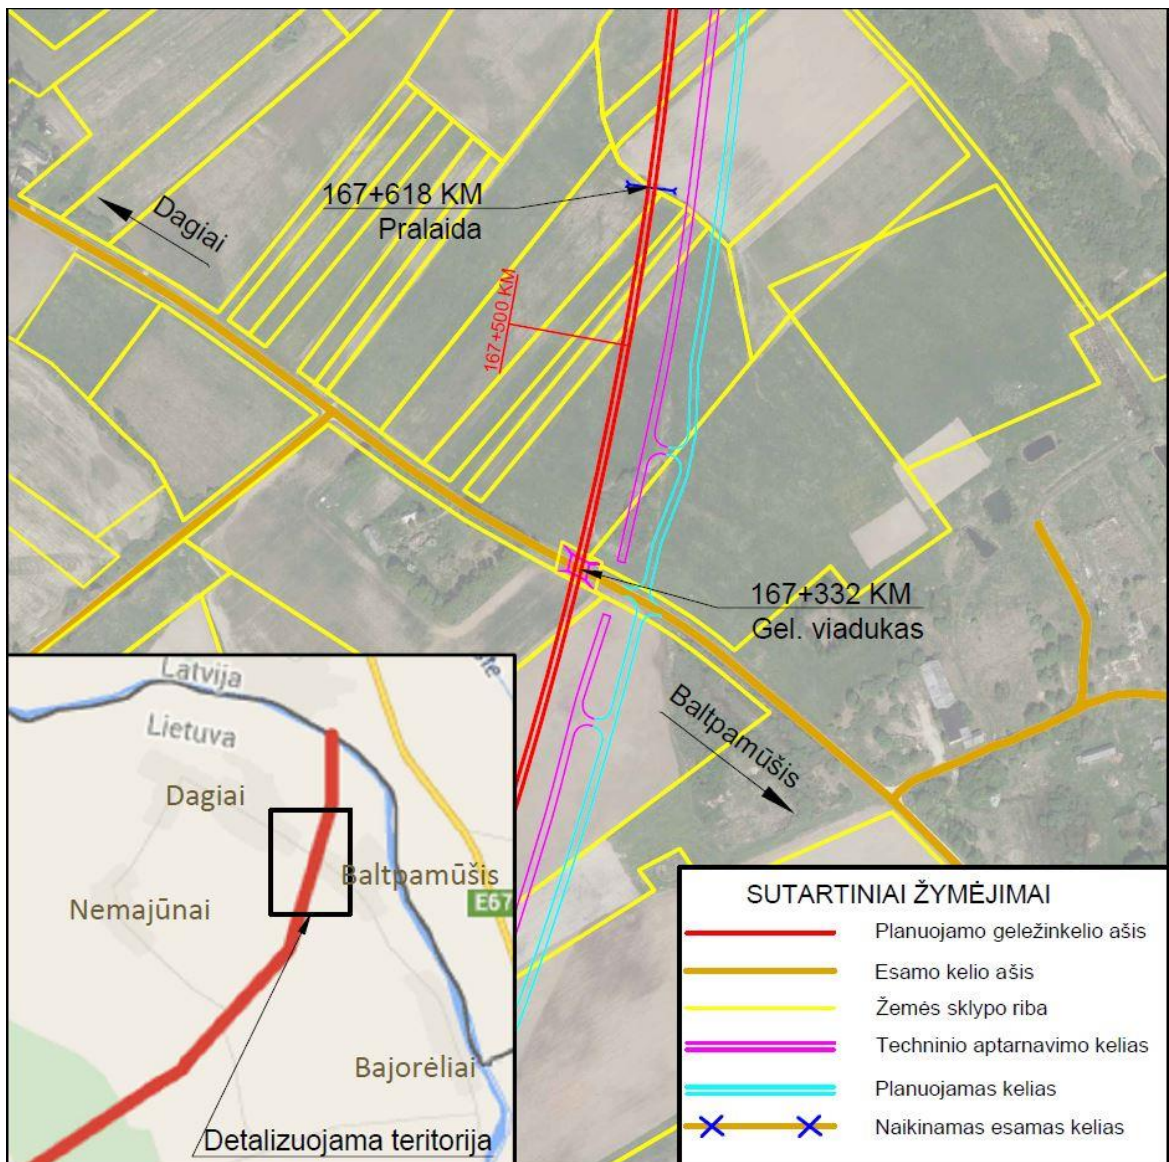 167+618 KM
Pralaida
Dagiai
167+500 KM
167+332 KM
Gel. viadukas
Baltpamūšis
Latvija
Lietuva
Dagiai
Baltpamūšis
Nemajūnai
E67
Bajorėliai
Detalizuojama teritorija
SUTARTINIAI ŽYMĖJIMAI
Planuojamo geležinkelio ašis
Esamo kelio ašis
Žemės sklypo riba
Techninio aptarnavimo kelias
Planuojamas kelias
Naikinamas esamas kelias